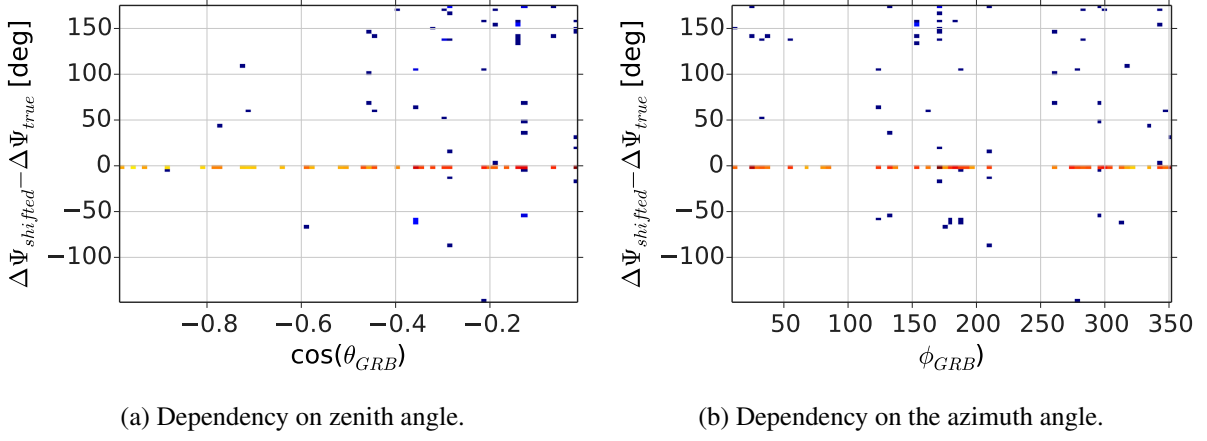 ΔΨshifted−ΔΨtrue [deg]
150
100
50
0
−50
−100
−0.8 −0.6 −0.4 −0.2
cos(θGRB)
(a) Dependency on zenith angle.
ΔΨshifted−ΔΨtrue [deg]
150
100
50
0
−50
−100
50 100 150 200 250 300 350
ϕGRB)
(b) Dependency on the azimuth angle.